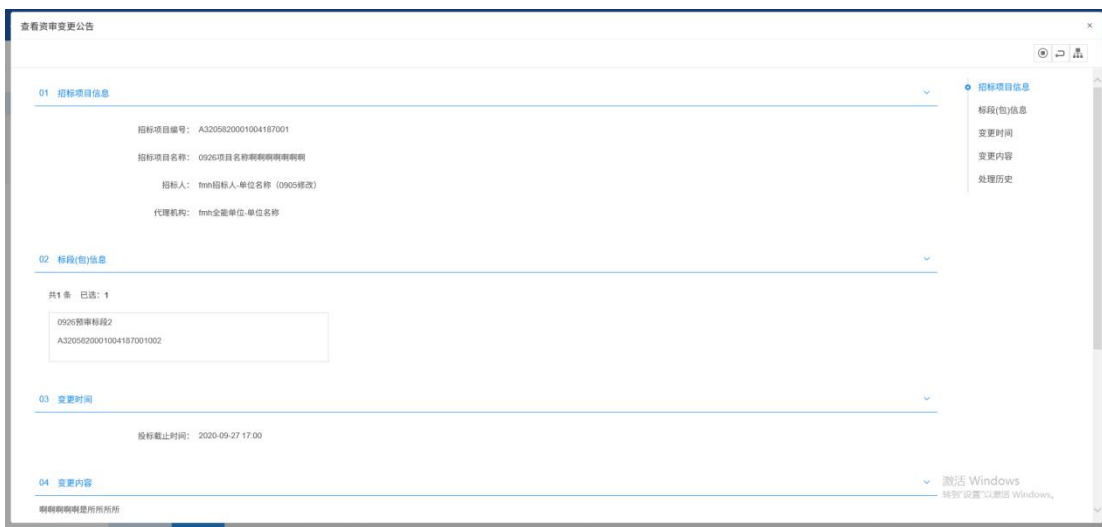 查看资审变更公告
×
01 招标项目信息
招标项目编号： A3205820001004187001
招标项目名称： 0926项目名称啊啊啊啊啊啊啊
招标人： fmh招标人-单位名称（0905修改）
代理机构： fmh全能单位-单位名称
02 标段(包)信息
共1 条 已选：1
0926预审标段2
A3205820001004187001002
03 变更时间
投标截止时间： 2020-09-27 17:00
04 变更内容
啊啊啊啊啊是所所所所
招标项目信息
标段(包)信息
变更时间
变更内容
处理历史
激活 Windows
转到"设置"以激活 Windows。